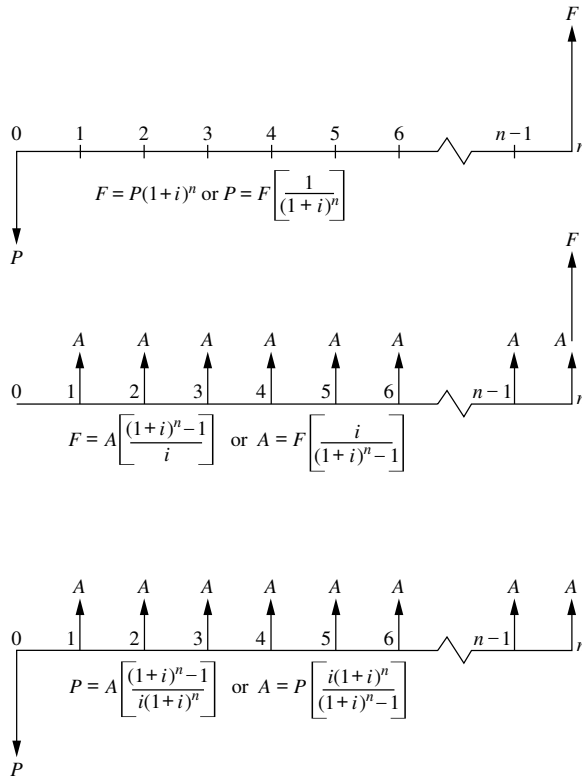 F
0 1 2 3 4 5 6 n−1 n
F = P(1+i)^n or P = F[1/(1+i)^n]
P
F
A A A A A A A A
0 1 2 3 4 5 6 n−1 n
F = A[((1+i)^n−1)/i] or A = F[i/((1+i)^n−1)]
A A A A A A A A
0 1 2 3 4 5 6 n−1 n
P = A[((1+i)^n−1)/(i(1+i)^n)] or A = P[(i(1+i)^n)/((1+i)^n−1)]
P